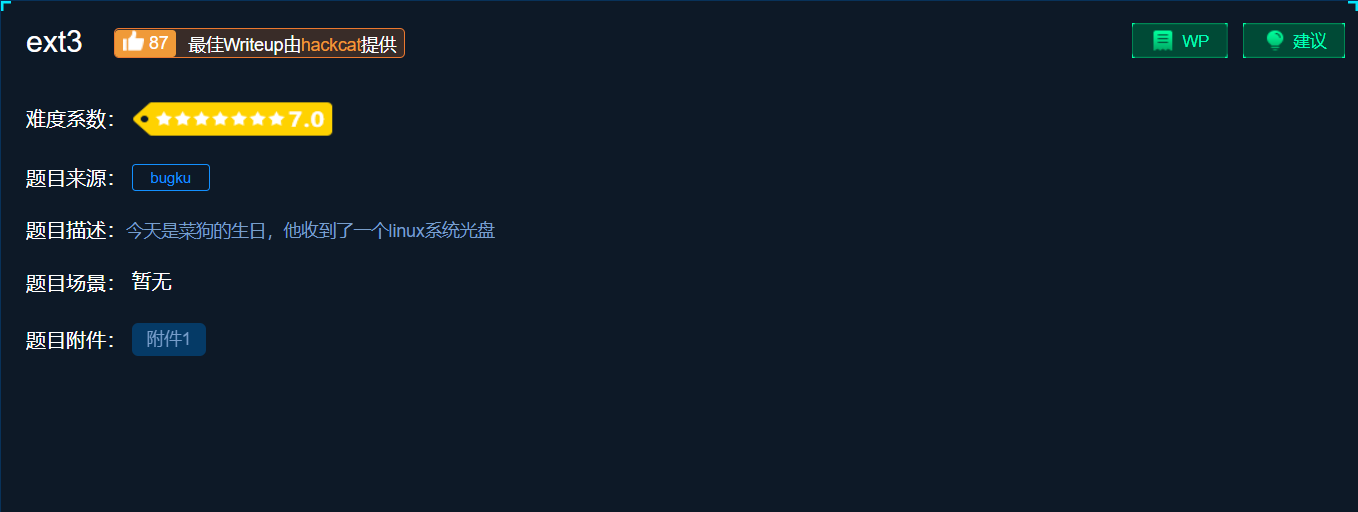 ext3 87 最佳Writeup由hackcat提供 WP 建议
难度系数： 7.0
题目来源： bugku
题目描述：今天是菜狗的生日，他收到了一个linux系统光盘
题目场景： 暂无
题目附件： 附件1